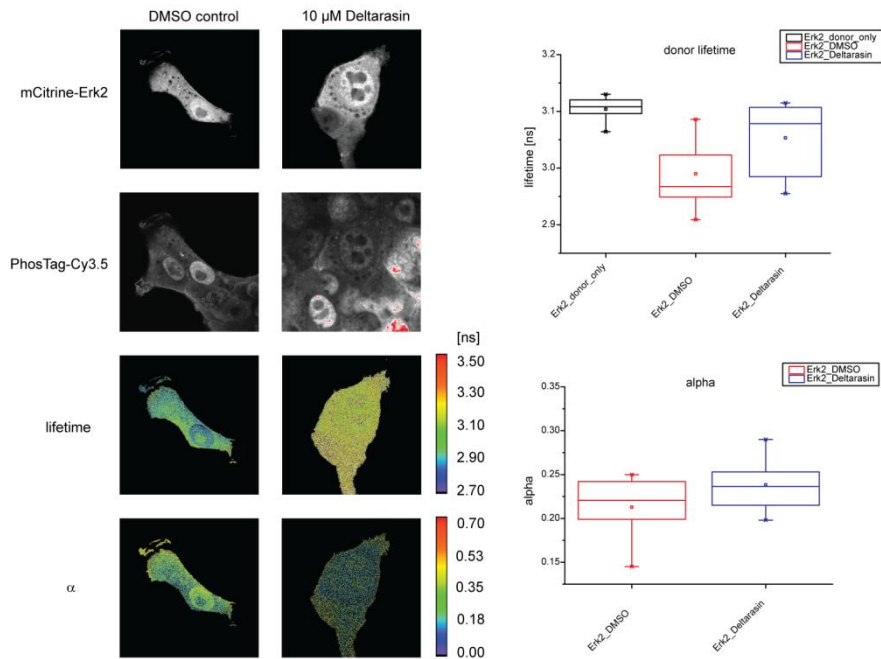 DMSO control
10 µM Deltarasin
mCitrine-Erk2
PhosTag-Cy3.5
lifetime
α
[ns]
3.50
3.30
3.10
2.90
2.70
0.70
0.53
0.35
0.18
0.00
donor lifetime
Erk2_donor_only
Erk2_DMSO
Erk2_Deltarasin
lifetime [ns]
3.2
3.1
3.0
2.9
Erk2_donor_only
Erk2_DMSO
Erk2_Deltarasin
alpha
Erk2_DMSO
Erk2_Deltarasin
alpha
0.35
0.30
0.25
0.20
0.15
Erk2_DMSO
Erk2_Deltarasin